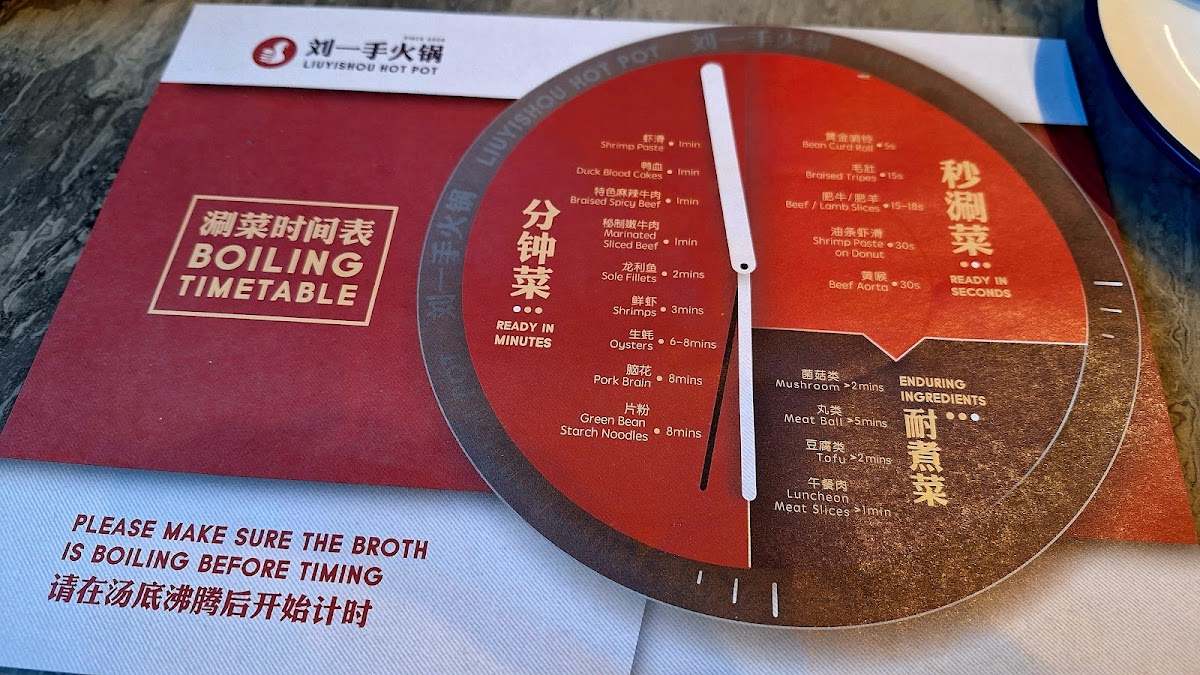 SINCE 2000
刘一手火锅
LIUYISHOU HOT POT
LIUYISHOU HOT POT 刘一手火锅
刘一手火锅
HOT POT
涮菜时间表
BOILING
TIMETABLE
分钟菜
READY IN
MINUTES
虾滑
Shrimp Paste • 1min
鸭血
Duck Blood Cakes • 1min
特色麻辣牛肉
Braised Spicy Beef • 1min
秘制嫩牛肉
Marinated
Sliced Beef • 1min
龙利鱼
Sole Fillets • 2mins
鲜虾
Shrimps • 3mins
生蚝
Oysters • 6-8mins
脑花
Pork Brain • 8mins
片粉
Green Bean
Starch Noodles • 8mins
秒涮菜
READY IN
SECONDS
黄金响铃
Bean Curd Roll • 5s
毛肚
Braised Tripes • 15s
肥牛/肥羊
Beef / Lamb Slices • 15-18s
油条虾滑
Shrimp Paste • 30s
on Donut
黄喉
Beef Aorta • 30s
ENDURING
INGREDIENTS
耐煮菜
菌菇类
Mushroom >2mins
丸类
Meat Ball >5mins
豆腐类
Tofu >2mins
午餐肉
Luncheon
Meat Slices >1min
PLEASE MAKE SURE THE BROTH
IS BOILING BEFORE TIMING
请在汤底沸腾后开始计时